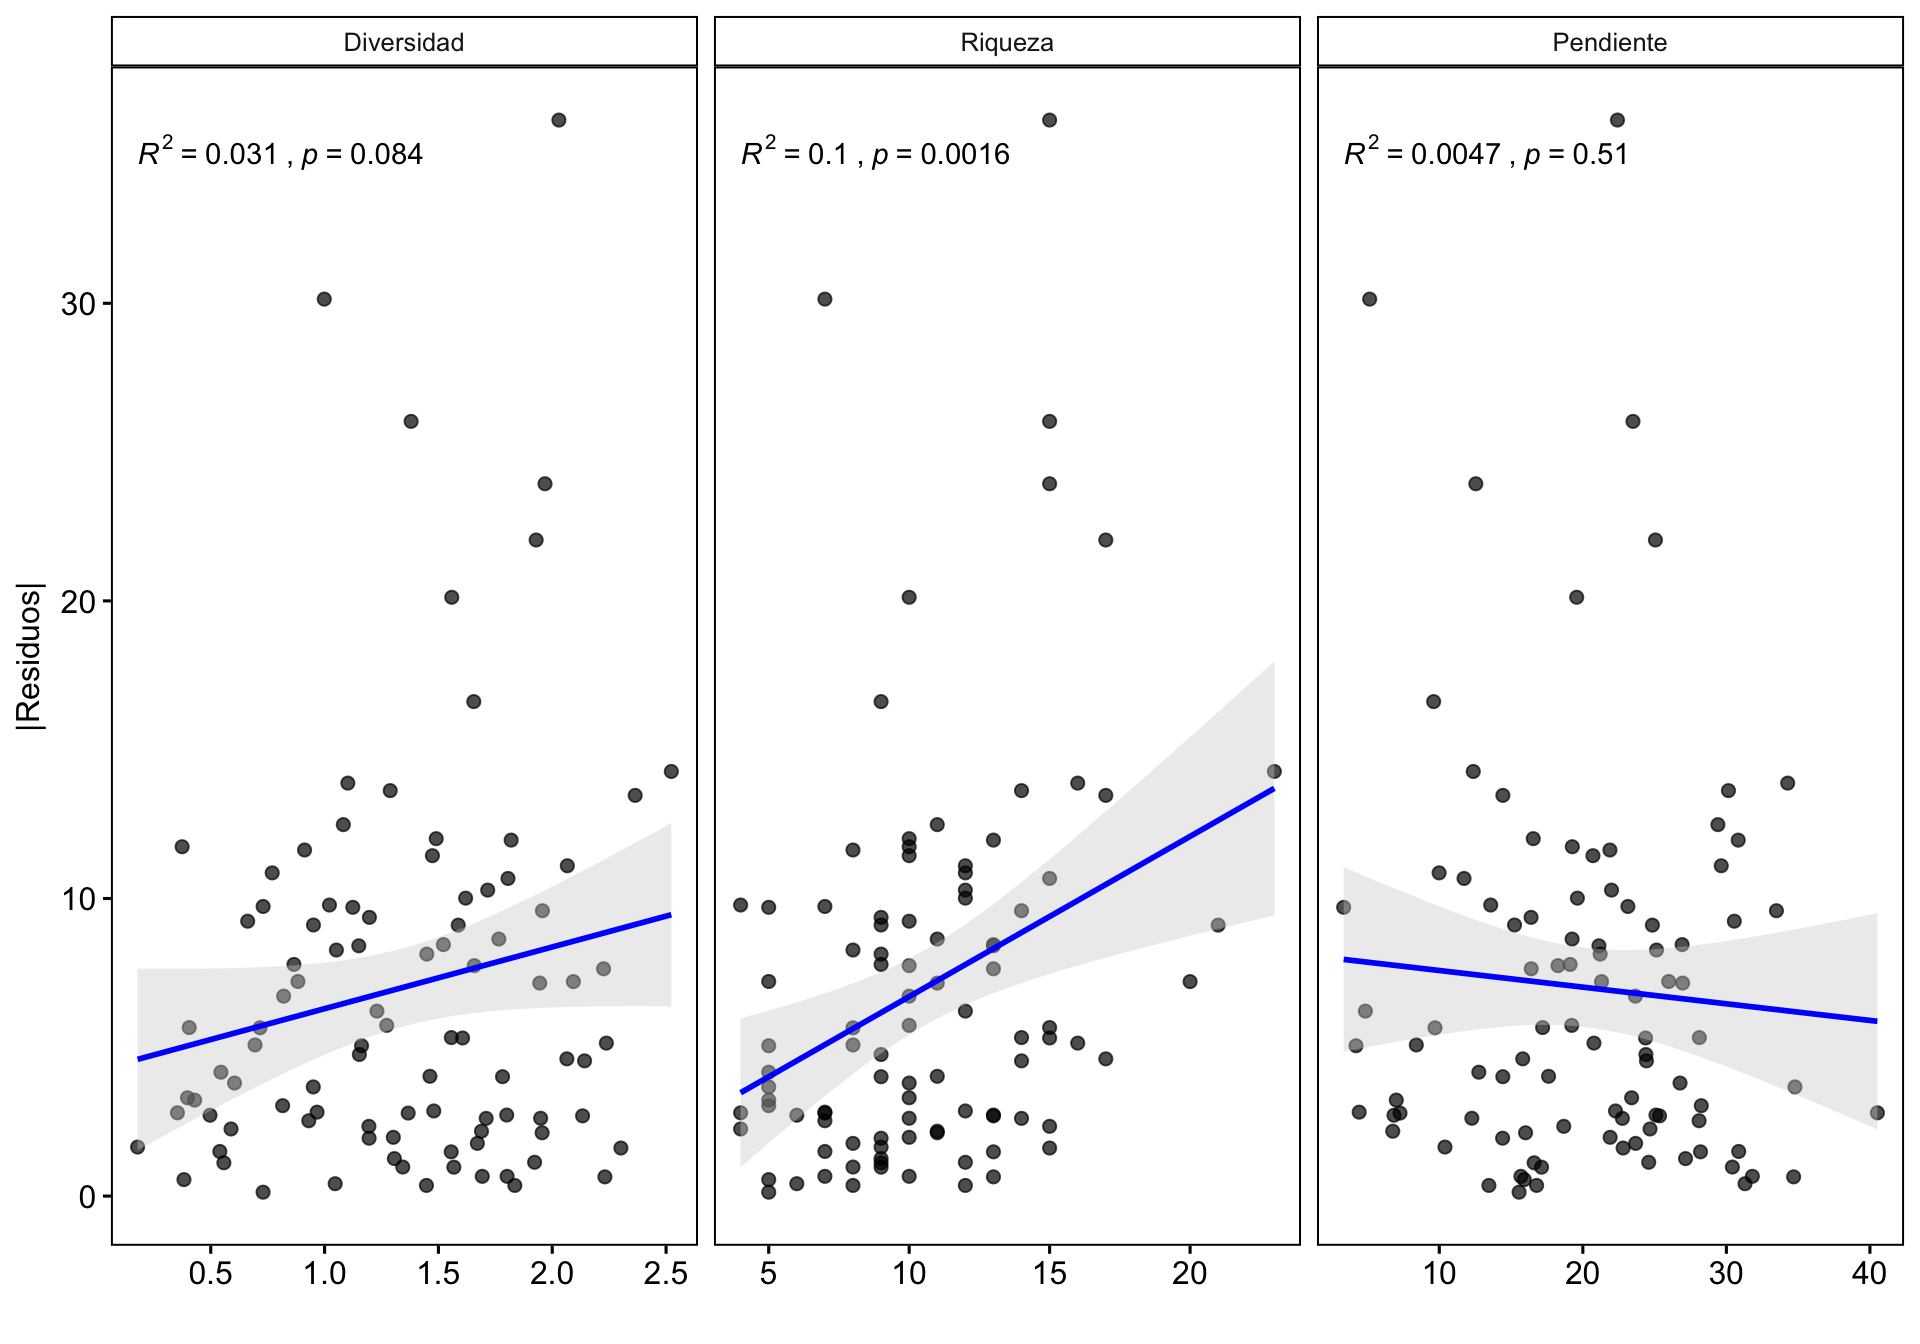 Diversidad
Riqueza
Pendiente
R² = 0.031 , p = 0.084
R² = 0.1 , p = 0.0016
R² = 0.0047 , p = 0.51
|Residuos|
30
20
10
0
0.5 1.0 1.5 2.0 2.5
5 10 15 20
10 20 30 40